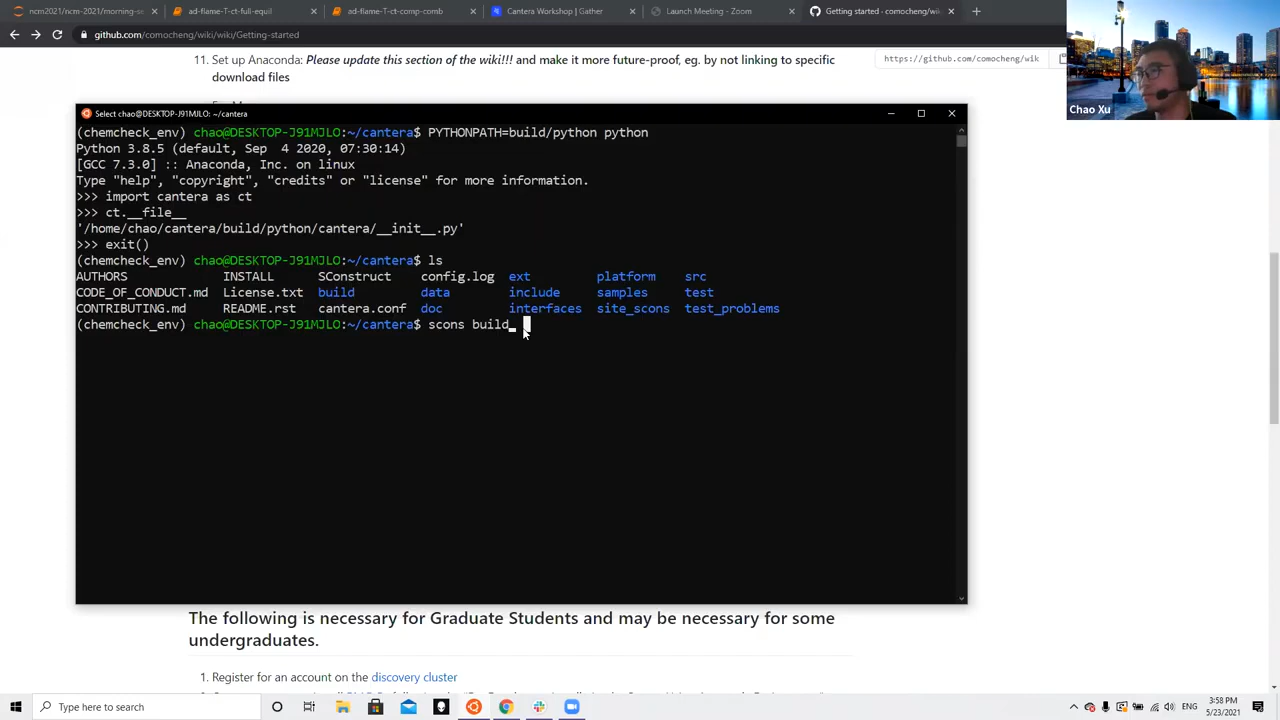 ncm2021/ncm-2021/morning-se
ad-flame-T-ct-full-equil
ad-flame-T-ct-comp-comb
Cantera Workshop | Gather
Launch Meeting - Zoom
Getting started · comocheng/wik
github.com/comocheng/wiki/wiki/Getting-started
11. Set up Anaconda: Please update this section of the wiki!!! and make it more future-proof, eg. by not linking to specific
download files
https://github.com/comocheng/wik
Chao Xu
Select chao@DESKTOP-J91MJLO: ~/cantera
(chemcheck_env) chao@DESKTOP-J91MJLO:~/cantera$ PYTHONPATH=build/python python
Python 3.8.5 (default, Sep  4 2020, 07:30:14)
[GCC 7.3.0] :: Anaconda, Inc. on linux
Type "help", "copyright", "credits" or "license" for more information.
>>> import cantera as ct
>>> ct.__file__
'/home/chao/cantera/build/python/cantera/__init__.py'
>>> exit()
(chemcheck_env) chao@DESKTOP-J91MJLO:~/cantera$ ls
AUTHORS INSTALL SConstruct config.log ext platform src
CODE_OF_CONDUCT.md License.txt build data include samples test
CONTRIBUTING.md README.rst cantera.conf doc interfaces site_scons test_problems
(chemcheck_env) chao@DESKTOP-J91MJLO:~/cantera$ scons build
The following is necessary for Graduate Students and may be necessary for some
undergraduates.
1. Register for an account on the discovery cluster
Type here to search
ENG
3:58 PM
5/23/2021